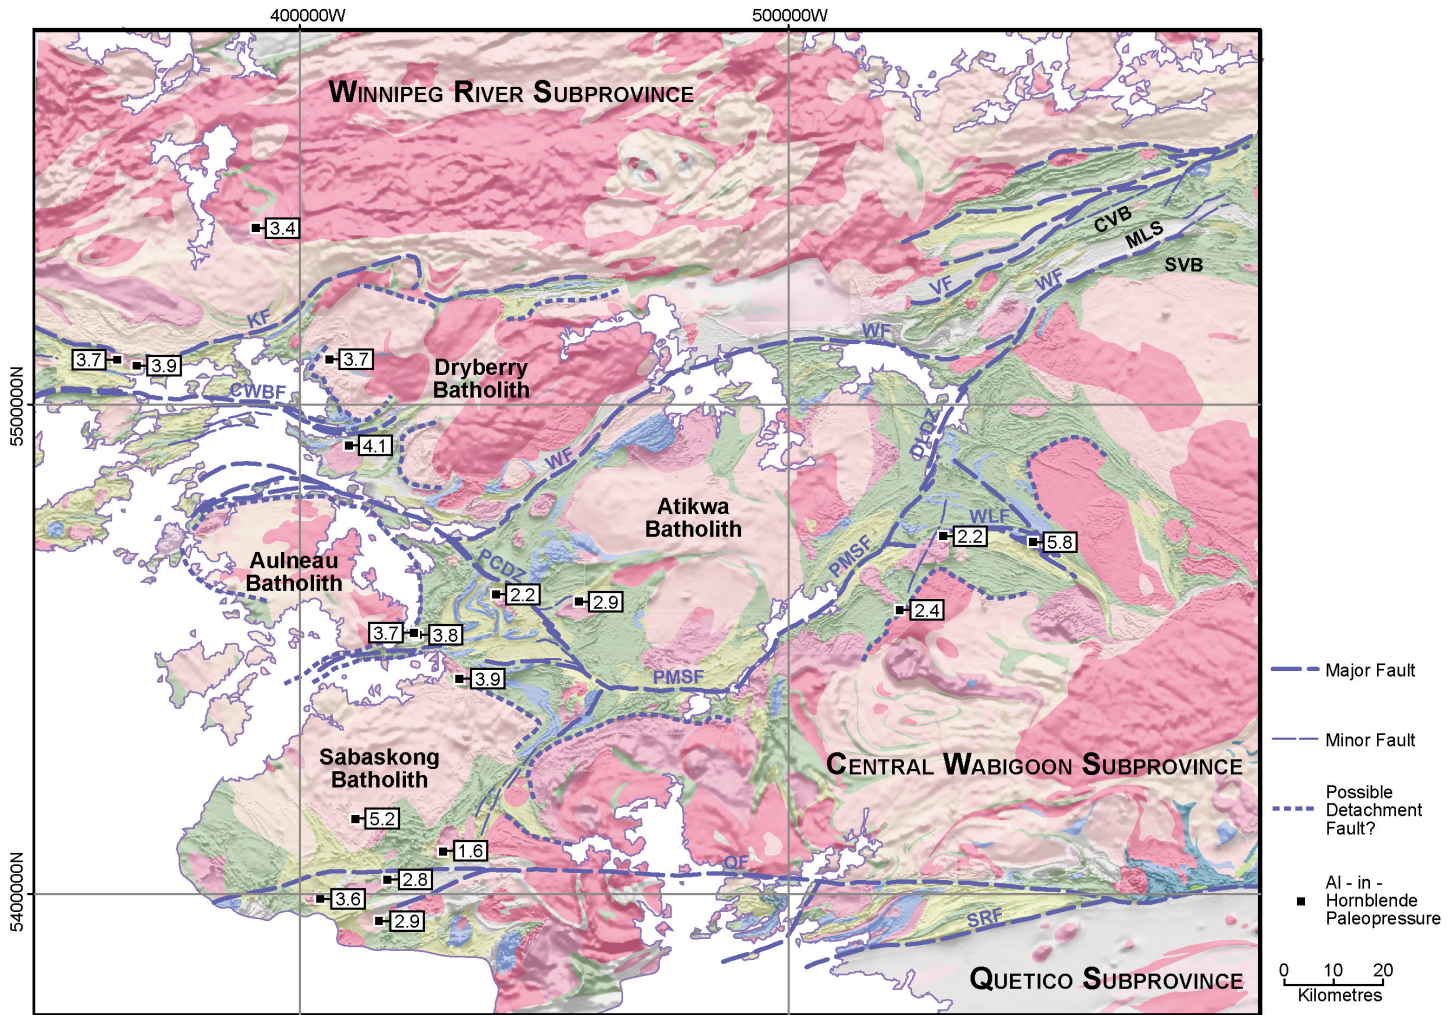 400000W
500000W
WINNIPEG RIVER SUBPROVINCE
CVB
MLS
SVB
3.4
VF
WF
KF
WF
3.7
3.9
3.7
Dryberry
Batholith
CWBF
5500000N
4.1
DLDZ
WF
Atikwa
Batholith
WLF
2.2
5.8
PMSF
Aulneau
Batholith
PCDZ
2.2
2.9
2.4
3.7
3.8
3.9
PMSF
Major Fault
Minor Fault
Sabaskong
Batholith
CENTRAL WABIGOON SUBPROVINCE
Possible
Detachment
Fault?
5.2
1.6
QF
2.8
3.6
2.9
5400000N
SRF
Al - in -
Hornblende
Paleopressure
QUETICO SUBPROVINCE
0 10 20
Kilometres